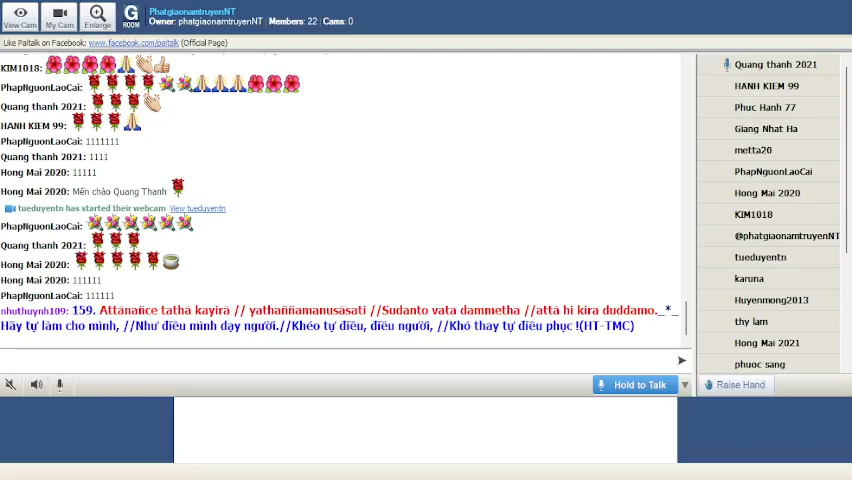 PhatgiaonamtruyenNT
Owner: phatgiaonamtruyenNT | Members: 22 | Cams: 0
View Cam
My Cam
Enlarge
G
ROOM
Like Paltalk on Facebook: www.facebook.com/paltalk (Official Page)
KIM1018:
PhapNguonLaoCai:
Quang thanh 2021:
HANH KIEM 99:
PhapNguonLaoCai: 1111111
Quang thanh 2021: 1111
Hong Mai 2020: 11111
Hong Mai 2020: Mến chào Quang Thanh
tueduyentn has started their webcam View tueduyentn
PhapNguonLaoCai:
Quang thanh 2021:
Hong Mai 2020:
Hong Mai 2020: 111111
PhapNguonLaoCai: 111111
nhuthuynh109: 159. Attānañce tathā kayirā // yathaññamanusāsati //Sudanto vata dammetha //attā hi kira duddamo._*_
Hãy tự làm cho mình, //Như điều mình dạy người.//Khéo tự điều, điều người, //Khó thay tự điều phục !(HT-TMC)
Hold to Talk
Quang thanh 2021
HANH KIEM 99
Phuc Hanh 77
Giang Nhat Ha
metta20
PhapNguonLaoCai
Hong Mai 2020
KIM1018
@phatgiaonamtruyenNT
tueduyentn
karuna
Huyenmong2013
thy lam
Hong Mai 2021
phuoc sang
Raise Hand